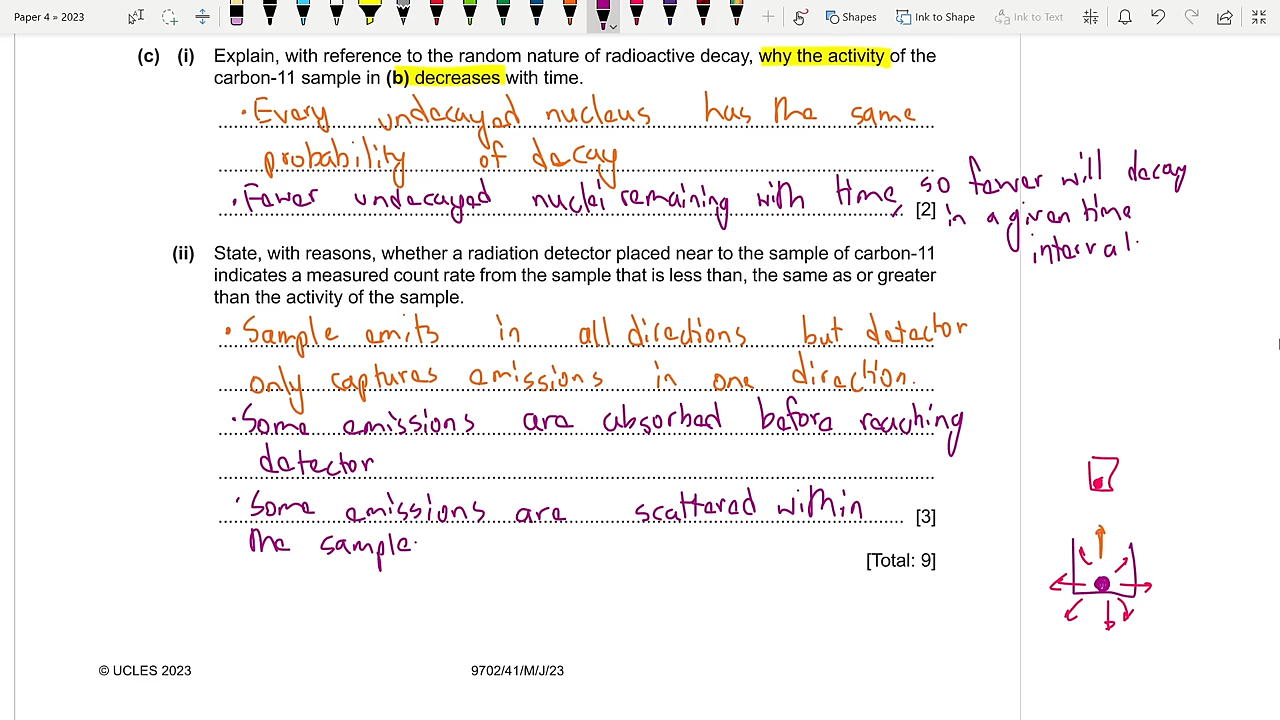 Paper 4 » 2023
Shapes
Ink to Shape
Ink to Text
(c) (i) Explain, with reference to the random nature of radioactive decay, why the activity of the
carbon-11 sample in (b) decreases with time.
• Every undecayed nucleus has the same
probability of decay
• Fewer undecayed nuclei remaining with time, so fewer will decay
[2]
in a given time
interval.
(ii) State, with reasons, whether a radiation detector placed near to the sample of carbon-11
indicates a measured count rate from the sample that is less than, the same as or greater
than the activity of the sample.
• Sample emits in all directions but detector
only captures emissions in one direction.
• Some emissions are absorbed before reaching
detector
• Some emissions are scattered within
[3]
the sample.
[Total: 9]
© UCLES 2023
9702/41/M/J/23